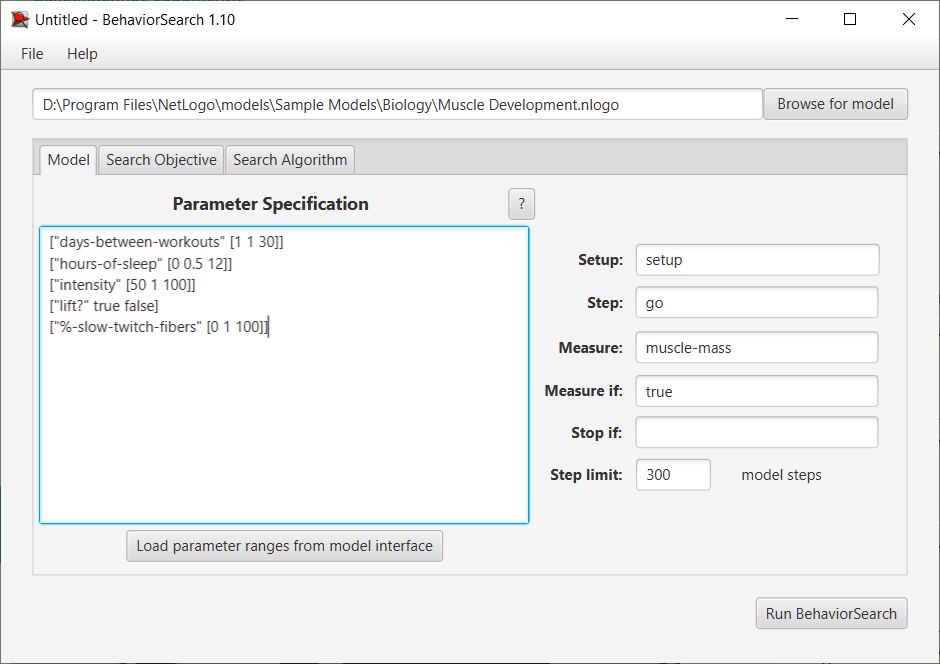 Untitled - BehaviorSearch 1.10
File Help
D:\Program Files\NetLogo\models\Sample Models\Biology\Muscle Development.nlogo Browse for model
Model Search Objective Search Algorithm
Parameter Specification ?
["days-between-workouts" [1 1 30]]
["hours-of-sleep" [0 0.5 12]]
["intensity" [50 1 100]]
["lift?" true false]
["%-slow-twitch-fibers" [0 1 100]]
Setup: setup
Step: go
Measure: muscle-mass
Measure if: true
Stop if:
Step limit: 300 model steps
Load parameter ranges from model interface
Run BehaviorSearch